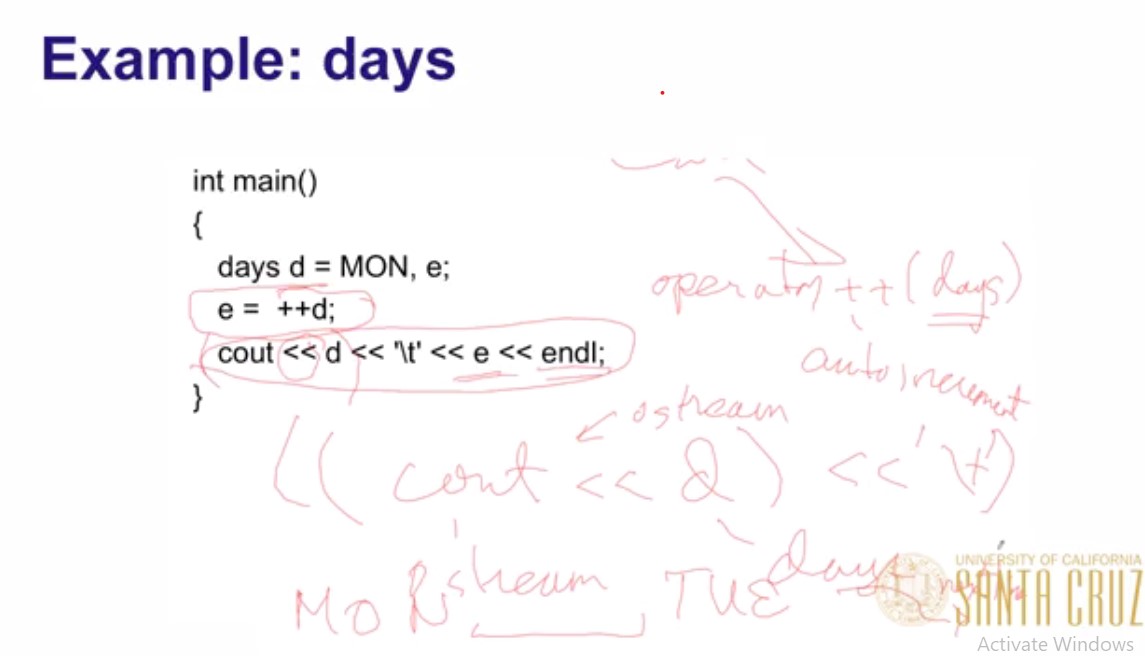 Example: days
int main()
{
days d = MON, e;
e = ++d;
cout << d << '\t' << e << endl;
}
operator ++ (days)
autoincrement
ostream
(( cout << d ) << '\t')
stream
days
MO
TUE
UNIVERSITY OF CALIFORNIA
SANTA CRUZ
Activate Windows